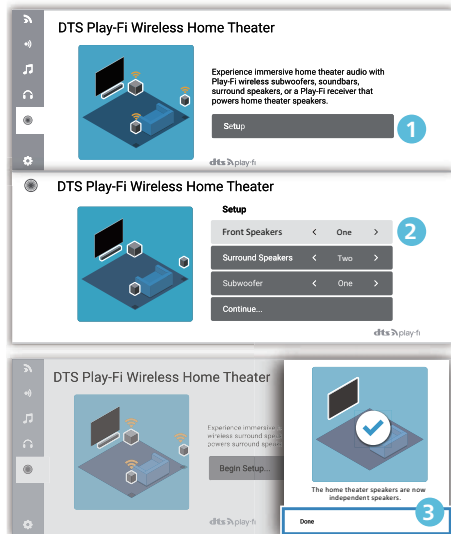 DTS Play-Fi Wireless Home Theater
Experience immersive home theater audio with
Play-Fi wireless subwoofers, soundbars,
surround speakers, or a Play-Fi receiver that
powers home theater speakers.
Setup
1
dts play-fi
DTS Play-Fi Wireless Home Theater
Setup
Front Speakers < One >
2
Surround Speakers < Two >
Subwoofer < One >
Continue...
dts play-fi
DTS Play-Fi Wireless Home Theater
Experience immersive
wireless surround
powers surround
Begin Setup...
dts play-fi
The home theater speakers are now
independent speakers.
3
Done